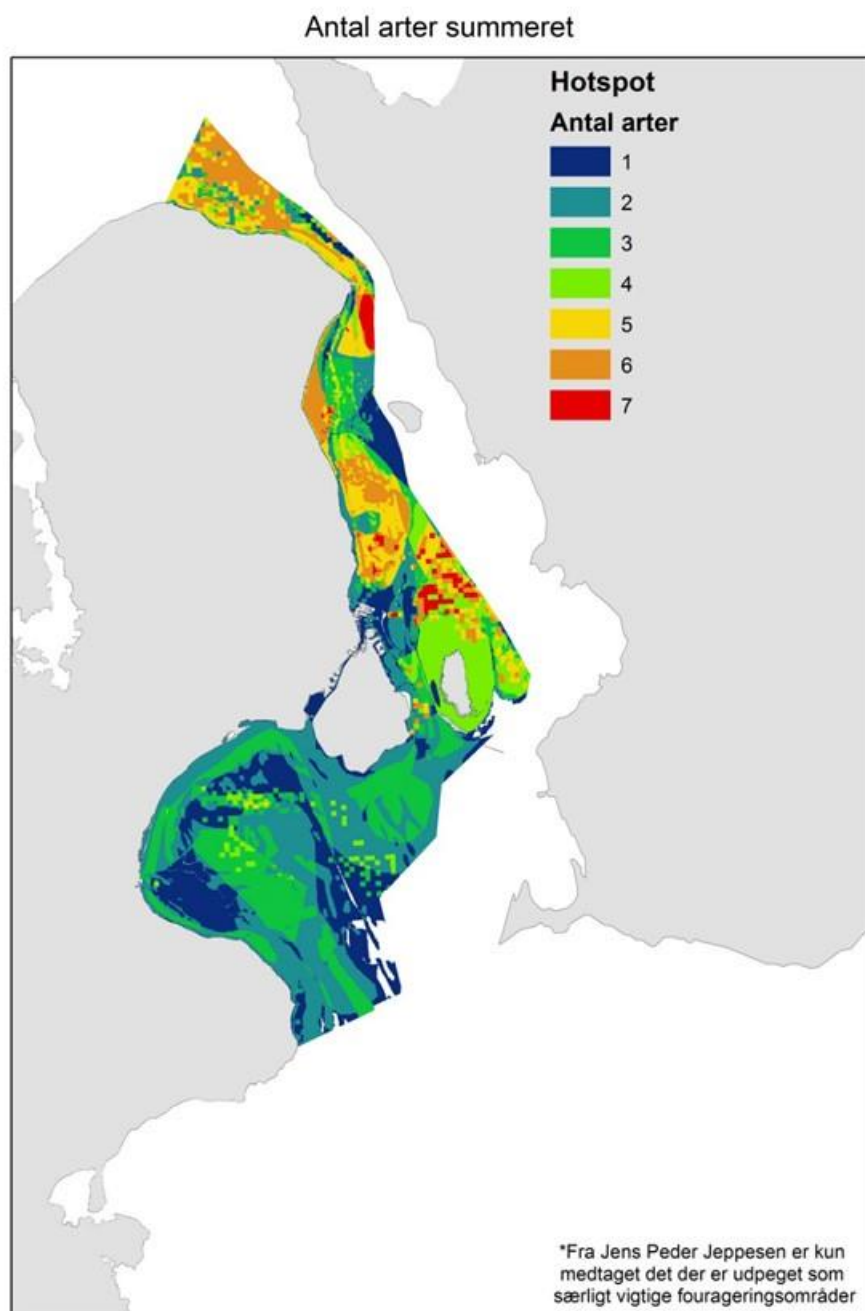 Antal arter summeret
Hotspot
Antal arter
1
2
3
4
5
6
7
*Fra Jens Peder Jeppesen er kun
medtaget det der er udpeget som
særligt vigtige fourageringsområder